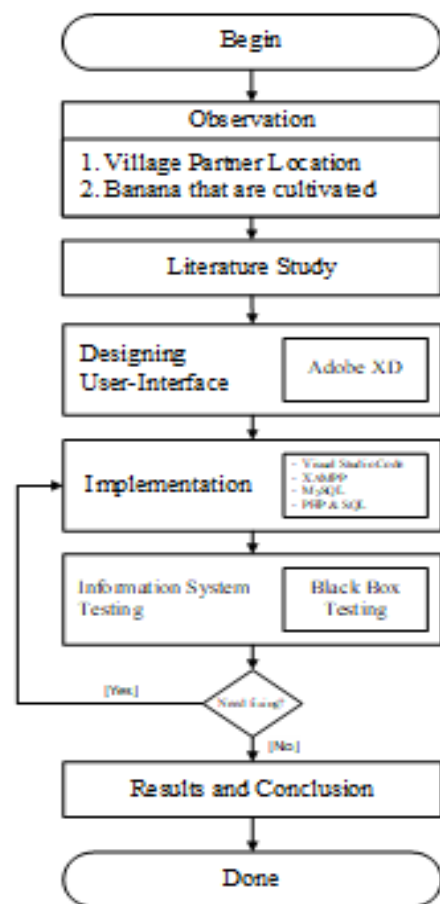 Begin
Observation
1. Village Partner Location
2. Banana that are cultivated
Literature Study
Designing
User-Interface
Adobe XD
Implementation
- Visual Studio Code
- XAMPP
- MySQL
- PHP & SQL
Information System
Testing
Black Box
Testing
Need fixing?
[Yes.]
[No.]
Results and Conclusion
Done